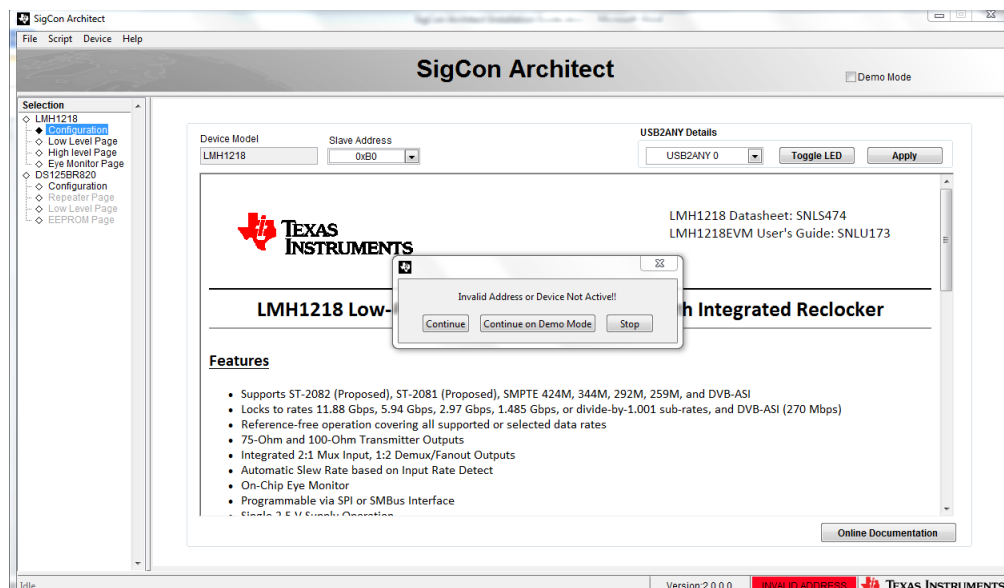 SigCon Architect
File Script Device Help
SigCon Architect
Demo Mode
Selection
LMH1218
Configuration
Low Level Page
High level Page
Eye Monitor Page
DS125BR820
Configuration
Repeater Page
Low Level Page
EEPROM Page
Device Model
LMH1218
Slave Address
0xB0
USB2ANY Details
USB2ANY 0
Toggle LED
Apply
TEXAS
INSTRUMENTS
LMH1218 Datasheet: SNLS474
LMH1218EVM User's Guide: SNLU173
Invalid Address or Device Not Active!!
Continue
Continue on Demo Mode
Stop
LMH1218 Low- h Integrated Reclocker
Features
• Supports ST-2082 (Proposed), ST-2081 (Proposed), SMPTE 424M, 344M, 292M, 259M, and DVB-ASI
• Locks to rates 11.88 Gbps, 5.94 Gbps, 2.97 Gbps, 1.485 Gbps, or divide-by-1.001 sub-rates, and DVB-ASI (270 Mbps)
• Reference-free operation covering all supported or selected data rates
• 75-Ohm and 100-Ohm Transmitter Outputs
• Integrated 2:1 Mux Input, 1:2 Demux/Fanout Outputs
• Automatic Slew Rate based on Input Rate Detect
• On-Chip Eye Monitor
• Programmable via SPI or SMBus Interface
• Single 2.5 V Supply Operation
Online Documentation
Idle
Version:2.0.0.0
INVALID ADDRESS
TEXAS INSTRUMENTS